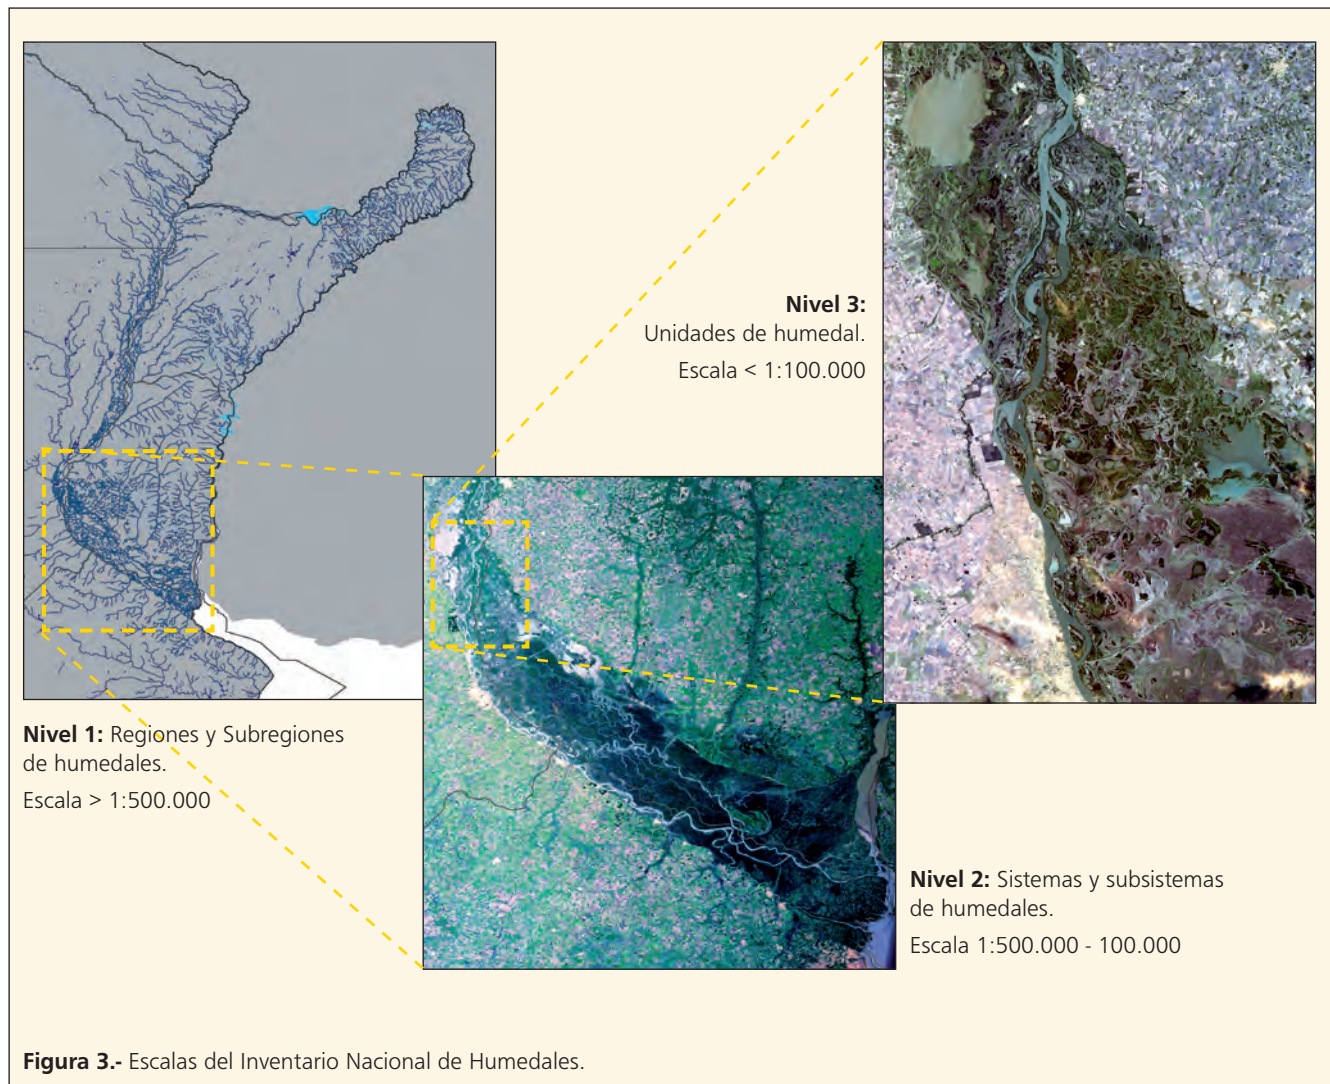 Nivel 3:
Unidades de humedal.
Escala < 1:100.000
Nivel 1: Regiones y Subregiones
de humedales.
Escala > 1:500.000
Nivel 2: Sistemas y subsistemas
de humedales.
Escala 1:500.000 - 100.000
Figura 3.- Escalas del Inventario Nacional de Humedales.